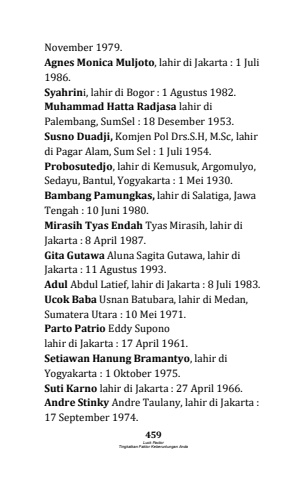 November 1979.
Agnes Monica Muljoto, lahir di Jakarta : 1 Juli
1986.
Syahrini, lahir di Bogor : 1 Agustus 1982.
Muhammad Hatta Radjasa lahir di
Palembang, SumSel : 18 Desember 1953.
Susno Duadji, Komjen Pol Drs.S.H, M.Sc, lahir
di Pagar Alam, Sum Sel : 1 Juli 1954.
Probosutedjo, lahir di Kemusuk, Argomulyo,
Sedayu, Bantul, Yogyakarta : 1 Mei 1930.
Bambang Pamungkas, lahir di Salatiga, Jawa
Tengah : 10 Juni 1980.
Mirasih Tyas Endah Tyas Mirasih, lahir di
Jakarta : 8 April 1987.
Gita Gutawa Aluna Sagita Gutawa, lahir di
Jakarta : 11 Agustus 1993.
Adul Abdul Latief, lahir di Jakarta : 8 Juli 1983.
Ucok Baba Usnan Batubara, lahir di Medan,
Sumatera Utara : 10 Mei 1971.
Parto Patrio Eddy Supono
lahir di Jakarta : 17 April 1961.
Setiawan Hanung Bramantyo, lahir di
Yogyakarta : 1 Oktober 1975.
Suti Karno lahir di Jakarta : 27 April 1966.
Andre Stinky Andre Taulany, lahir di Jakarta :
17 September 1974.
459
Luck Factor
Tingkatkan Faktor Keberuntungan Anda